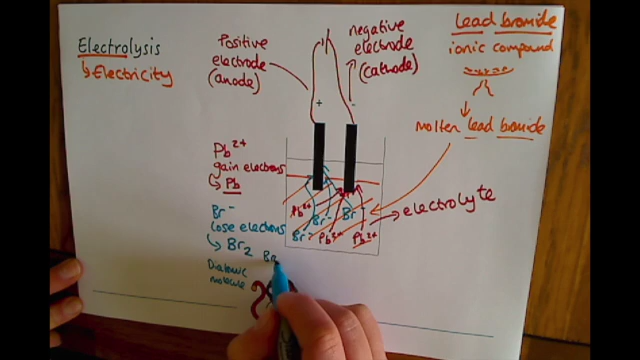 Electrolysis
↳Electricity
Positive
electrode
(anode)
negative
electrode
(cathode)
Lead bromide
ionic compound
Molten lead bromide
+
-
Pb²⁺
gain electrons
↳ Pb
Br⁻
lose electrons
↳ Br₂
Diatomic
molecule
Pb²⁺
Br⁻
Br⁻
Br⁻
Pb²⁺
Pb²⁺
→electrolyte